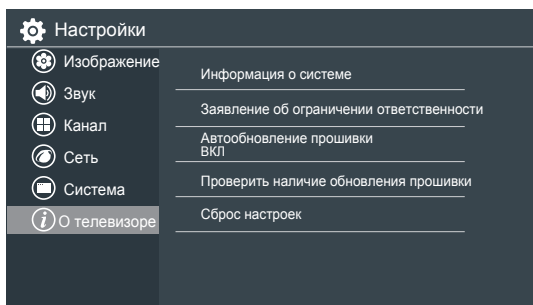 Настройки
Изображение
Звук
Канал
Сеть
Система
О телевизоре
Информация о системе
Заявление об ограничении ответственности
Автообновление прошивки
ВКЛ
Проверить наличие обновления прошивки
Сброс настроек